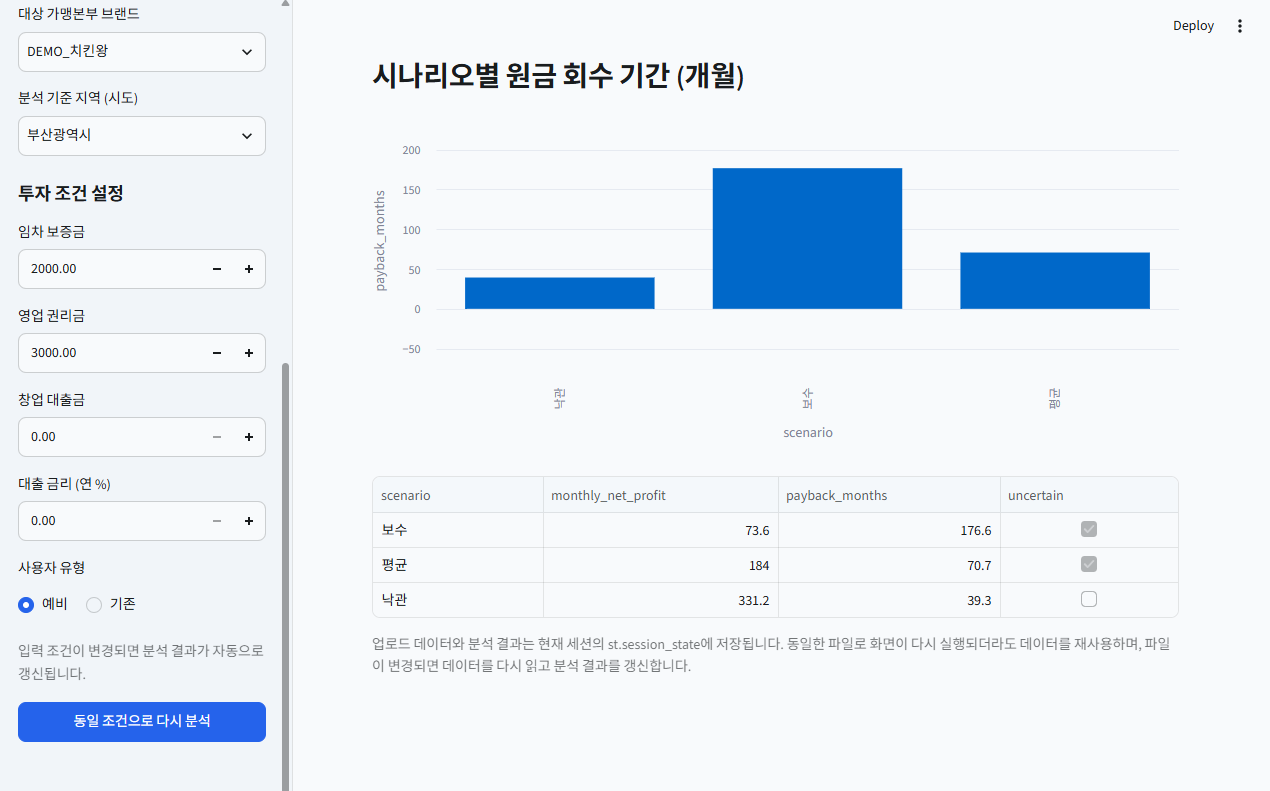 대상 가맹본부 브랜드
DEMO_치킨왕
분석 기준 지역 (시도)
부산광역시
투자 조건 설정
임차 보증금
2000.00
영업 권리금
3000.00
창업 대출금
0.00
대출 금리 (연 %)
0.00
사용자 유형
예비 기존
입력 조건이 변경되면 분석 결과가 자동으로
갱신됩니다.
동일 조건으로 다시 분석
Deploy
시나리오별 원금 회수 기간 (개월)
payback_months
200
150
100
50
0
−50
낙관 보수 평균
scenario
scenario monthly_net_profit payback_months uncertain
보수 73.6 176.6
평균 184 70.7
낙관 331.2 39.3
업로드 데이터와 분석 결과는 현재 세션의 st.session_state에 저장됩니다. 동일한 파일로 화면이 다시 실행되더라도 데이터를 재사용하며, 파일
이 변경되면 데이터를 다시 읽고 분석 결과를 갱신합니다.